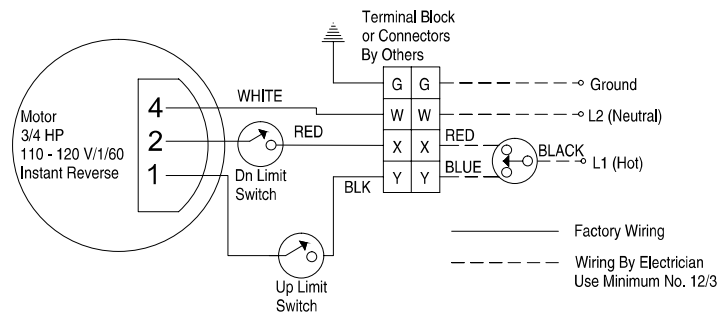 Terminal Block
or Connectors
By Others
G G
Ground
WHITE
4
W W
L2 (Neutral)
Motor
3/4 HP
110 - 120 V/1/60
Instant Reverse
2
RED
X X
RED
BLACK
L1 (Hot)
1
Dn Limit
Switch
BLK
Y Y
BLUE
Up Limit
Switch
Factory Wiring
Wiring By Electrician
Use Minimum No. 12/3